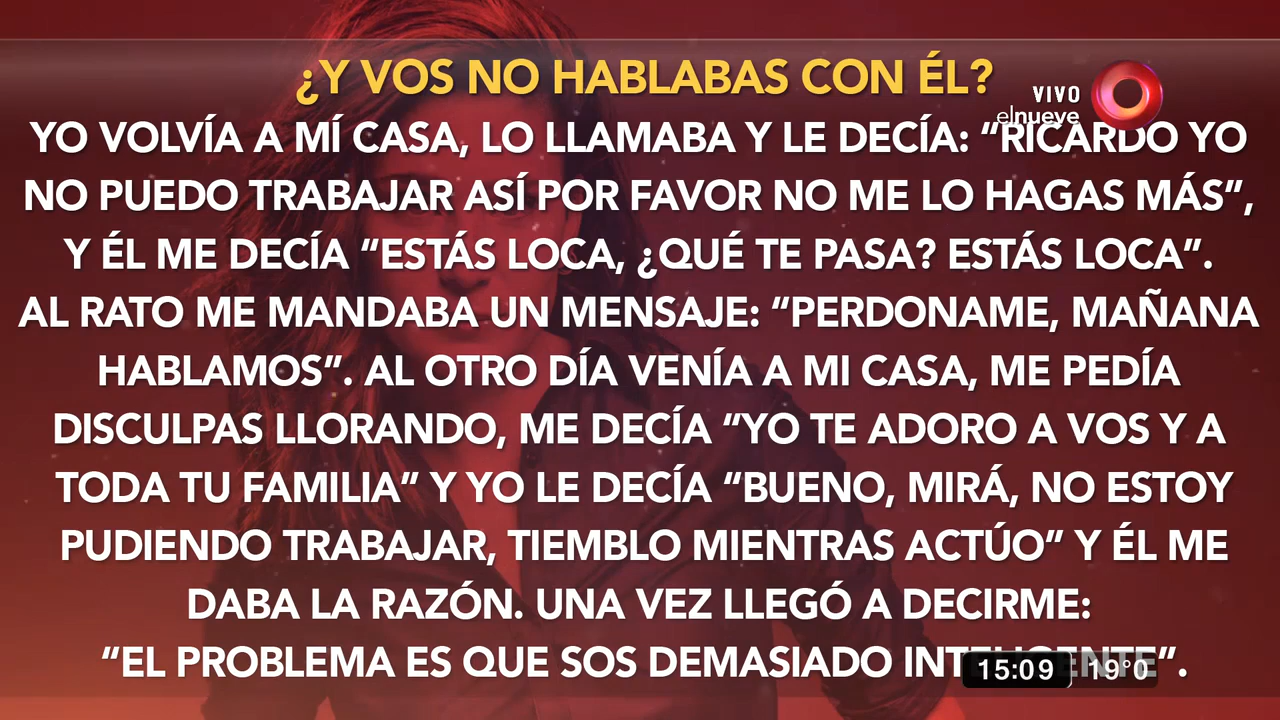 ¿Y VOS NO HABLABAS CON ÉL?
VIVO
elnueve
YO VOLVÍA A MÍ CASA, LO LLAMABA Y LE DECÍA: “RICARDO YO
NO PUEDO TRABAJAR ASÍ POR FAVOR NO ME LO HAGAS MÁS”,
Y ÉL ME DECÍA “ESTÁS LOCA, ¿QUÉ TE PASA? ESTÁS LOCA”.
AL RATO ME MANDABA UN MENSAJE: “PERDONAME, MAÑANA
HABLAMOS”. AL OTRO DÍA VENÍA A MI CASA, ME PEDÍA
DISCULPAS LLORANDO, ME DECÍA “YO TE ADORO A VOS Y A
TODA TU FAMILIA” Y YO LE DECÍA “BUENO, MIRÁ, NO ESTOY
PUDIENDO TRABAJAR, TIEMBLO MIENTRAS ACTÚO” Y ÉL ME
DABA LA RAZÓN. UNA VEZ LLEGÓ A DECIRME:
“EL PROBLEMA ES QUE SOS DEMASIADO INTELIGENTE”.
15:09 19°0